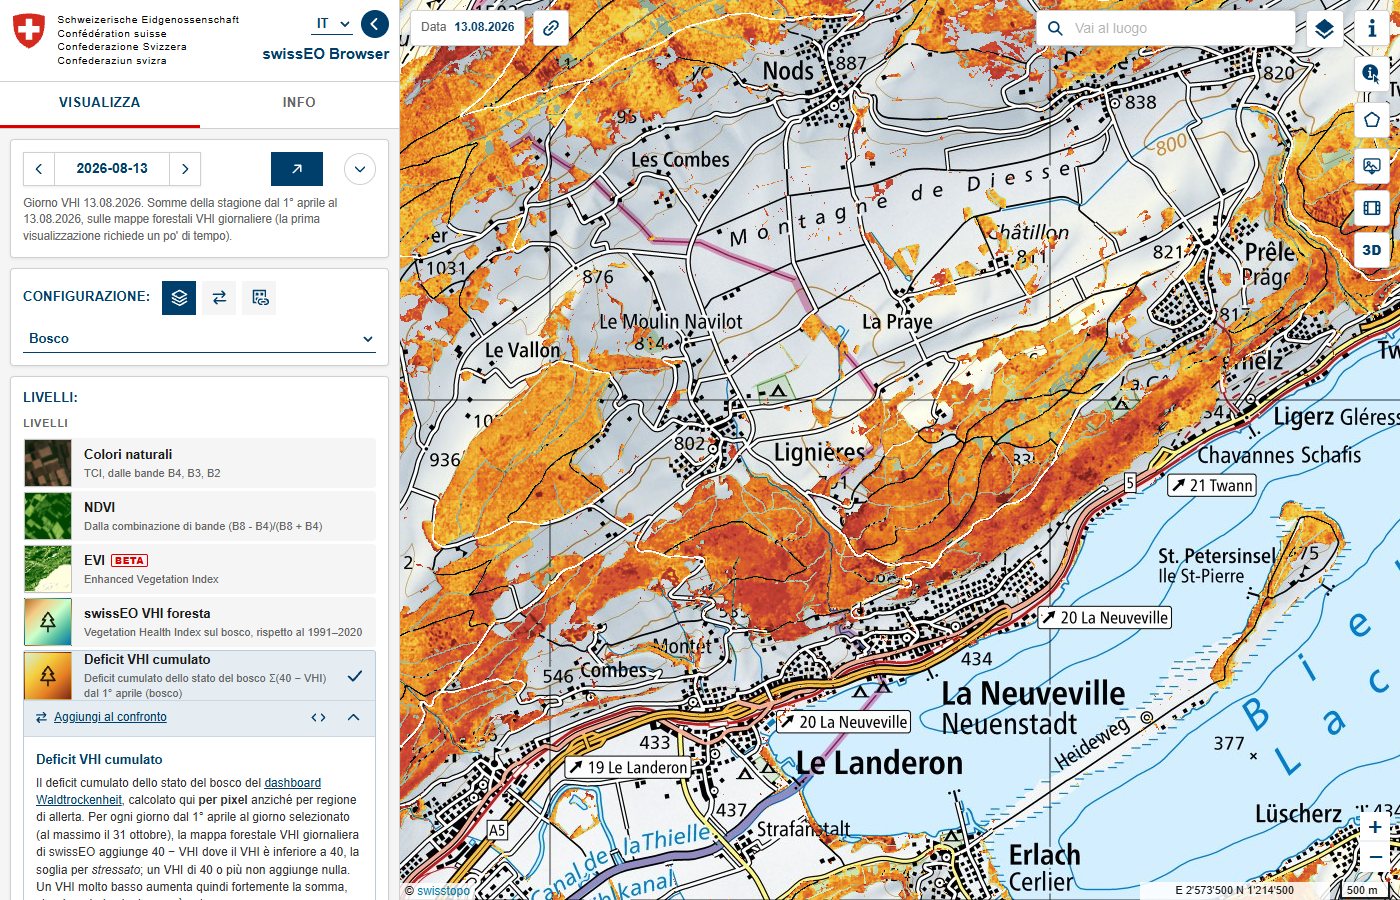 Schweizerische Eidgenossenschaft
Confédération suisse
Confederazione Svizzera
Confederaziun svizra
IT
swissEO Browser
VISUALIZZA
INFO
2026-08-13
Giorno VHI 13.08.2026. Somme della stagione dal 1° aprile al
13.08.2026, sulle mappe forestali VHI giornaliere (la prima
visualizzazione richiede un po' di tempo).
CONFIGURAZIONE:
Bosco
LIVELLI:
LIVELLI
Colori naturali
TCI, dalle bande B4, B3, B2
NDVI
Dalla combinazione di bande (B8 - B4)/(B8 + B4)
EVI BETA
Enhanced Vegetation Index
swissEO VHI foresta
Vegetation Health Index sul bosco, rispetto al 1991–2020
Deficit VHI cumulato
Deficit cumulato dello stato del bosco Σ(40 − VHI)
dal 1° aprile (bosco)
Aggiungi al confronto
Deficit VHI cumulato
Il deficit cumulato dello stato del bosco del dashboard
Waldtrockenheit, calcolato qui per pixel anziché per regione
di allerta. Per ogni giorno dal 1° aprile al giorno selezionato
(al massimo il 31 ottobre), la mappa forestale VHI giornaliera
di swissEO aggiunge 40 − VHI dove il VHI è inferiore a 40, la
soglia per stressato; un VHI di 40 o più non aggiunge nulla.
Un VHI molto basso aumenta quindi fortemente la somma,
Data 13.08.2026
Vai al luogo
3D
Nods
887
838
820
800
Les Combes
Montagne de Diesse
châtillon
1031
876
821
Prêle
Präge
817
Le Moulin Navilot
La Praye
Le Vallon
802
936
Lignières
Ligerz Gléress
Chavannes Schafis
5
21 Twann
St. Petersinsel
Ile St-Pierre
20 La Neuveville
434
Montet
546 Combes
La Neuveville
Neuenstadt
20 La Neuveville
433
19 Le Landeron
Le Landeron
Heideweg
377
Bie
Lac
437
A5
Strafanstalt
Canal de la Thielle
Zihlkanal
Lüscherz
434
Erlach
Cerlier
+
−
© swisstopo
E 2'573'500 N 1'214'500
500 m